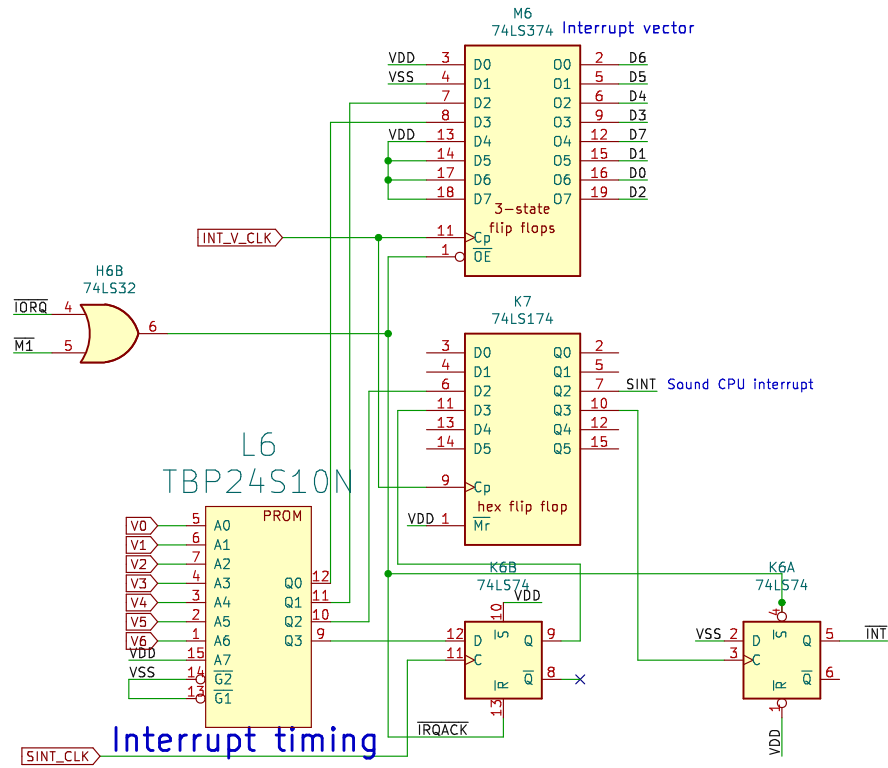 M6
74LS374
Interrupt vector
VDD 3 D0 O0 2 D6
VSS 4 D1 O1 5 D5
7 D2 O2 6 D4
8 D3 O3 9 D3
VDD 13 D4 O4 12 D7
14 D5 O5 15 D1
17 D6 O6 16 D0
18 D7 O7 19 D2
3-state
flip flops
INT_V_CLK 11 Cp
1 OE
H6B
74LS32
IORQ 4
6
M1 5
K7
74LS174
3 D0 Q0 2
4 D1 Q1 5
6 D2 Q2 7 SINT Sound CPU interrupt
11 D3 Q3 10
13 D4 Q4 12
14 D5 Q5 15
9 Cp
hex flip flop
VDD 1 Mr
L6
TBP24S10N
PROM
V0 5 A0
V1 6 A1
V2 7 A2
V3 4 A3 Q0 12
V4 3 A4 Q1 11
V5 2 A5 Q2 10
V6 1 A6 Q3 9
VDD 15 A7
VSS 14 G2
13 G1
Interrupt timing
SINT_CLK
K6B
74LS74
VDD
10
S
12 D Q 9
11 C
Q 8
R
13
IRQACK
K6A
74LS74
4
S
VSS 2 D Q 5 INT
3 C
Q 6
R
1
VDD